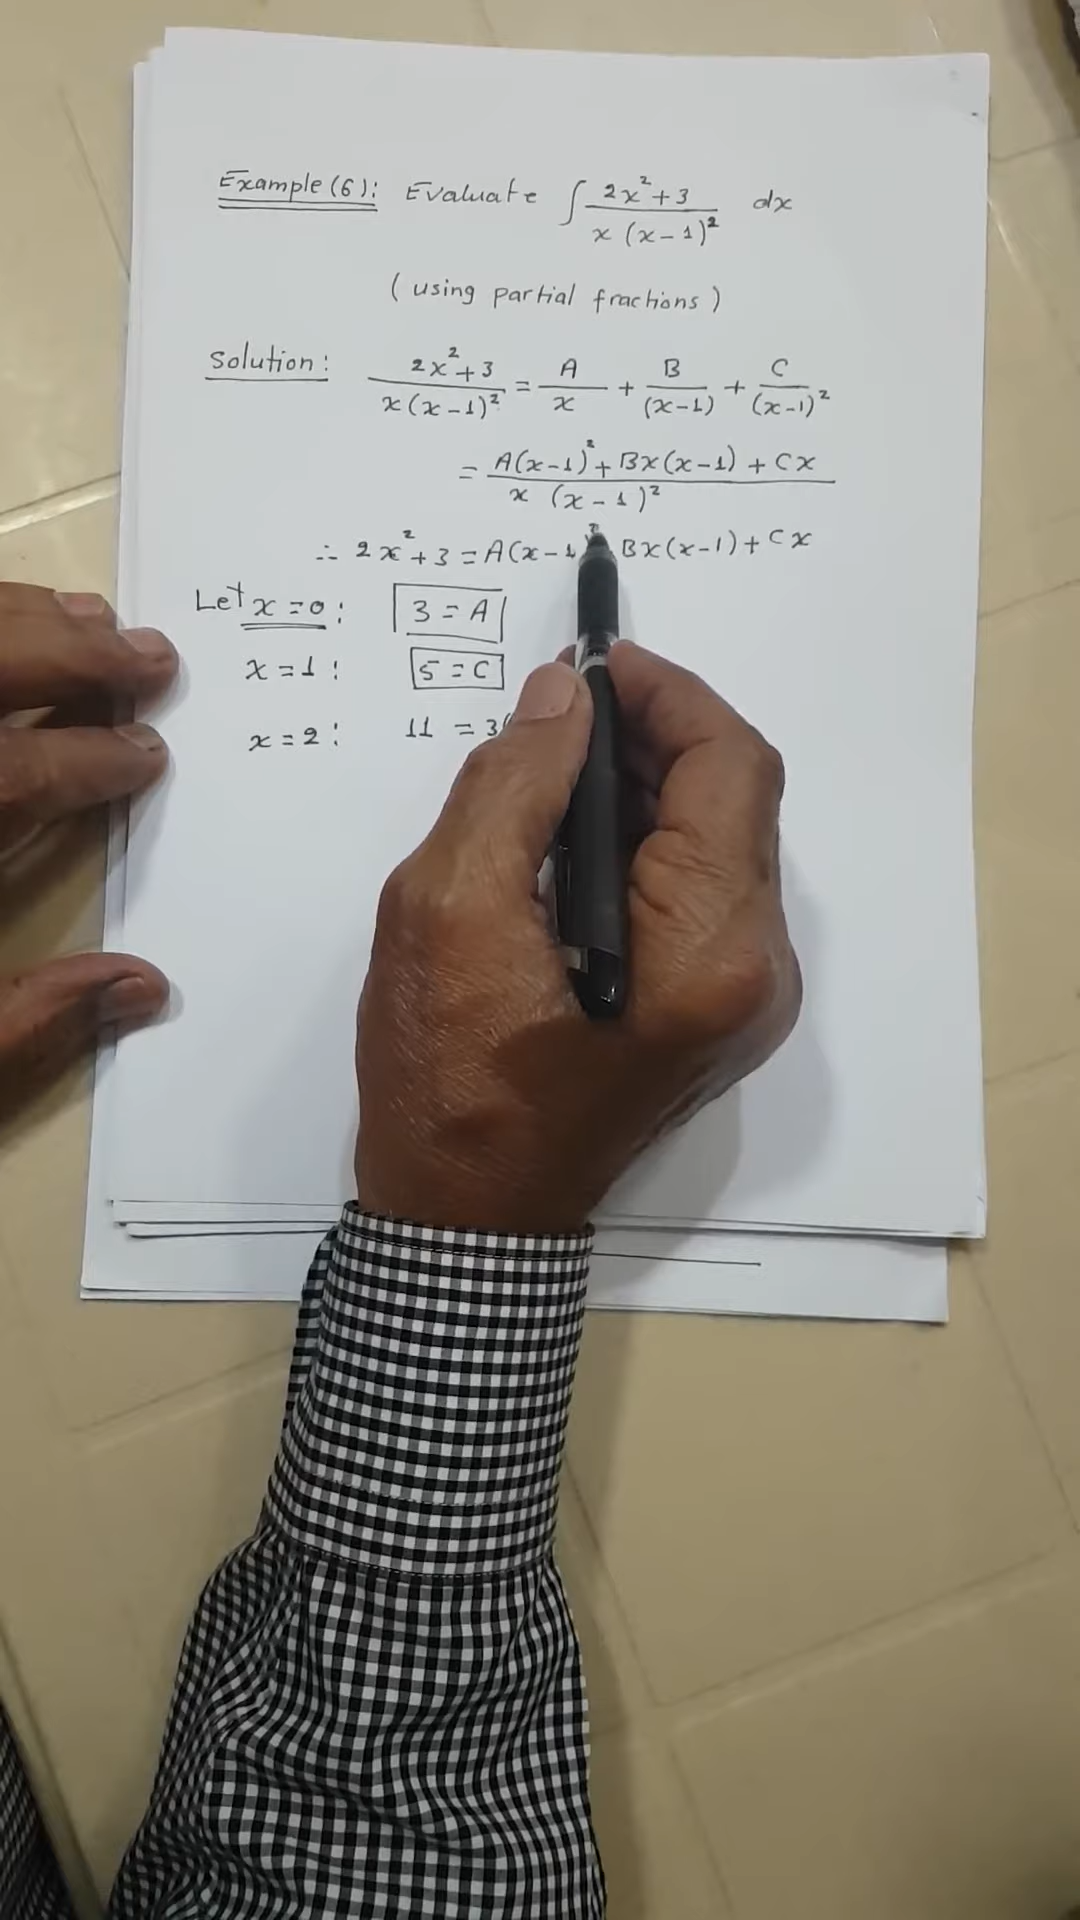 Example (6): Evaluate ∫ (2x²+3)/(x (x-1)²) dx
(using partial fractions)
Solution: (2x²+3)/(x(x-1)²) = A/x + B/(x-1) + C/(x-1)²
= (A(x-1)² + Bx(x-1) + Cx)/(x (x-1)²)
∴ 2x²+3 = A(x-1 ² Bx(x-1) + Cx
Let x=0: 3 = A
x=1: 5 = C
x=2: 11 = 3(